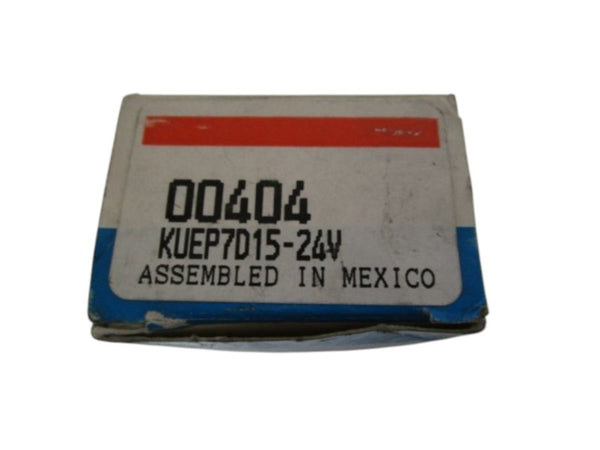 00404
KUEP7D15-24V
ASSEMBLED IN MEXICO